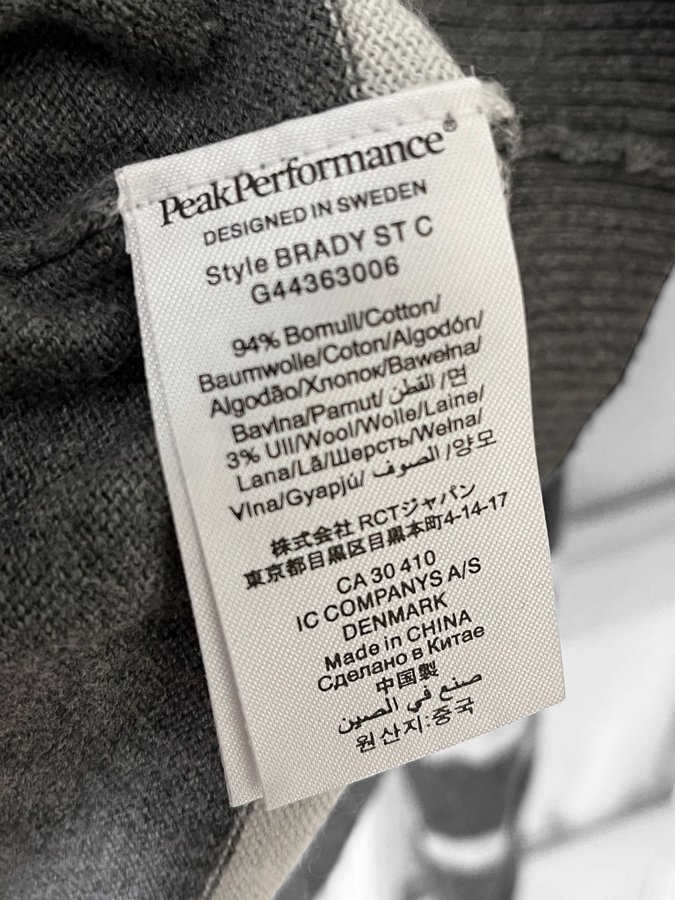 PeakPerformance®
DESIGNED IN SWEDEN
Style BRADY ST C
G44363006
94% Bomull/Cotton/
Baumwolle/Coton/Algodón/
Algodão/Хлопок/Bawełna/
Bavlna/Pamut/ القطن /면
3% Ull/Wool/Wolle/Laine/
Lana/Lã/Шерсть/Wełna/
Vlna/Gyapjú/ الصوف /양모
株式会社 RCTジャパン
東京都目黒区目黒本町4-14-17
CA 30 410
IC COMPANYS A/S
DENMARK
Made in CHINA
Сделано в Китае
中国製
صنع في الصين
원산지:중국